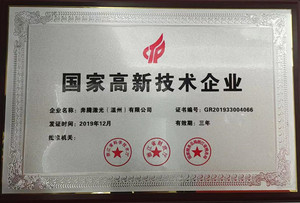 国家高新技术企业
企业名称：奔腾激光（温州）有限公司 证书编号：GR201933004066
发证时间：2019年12月 有效期：三年
批准机关：